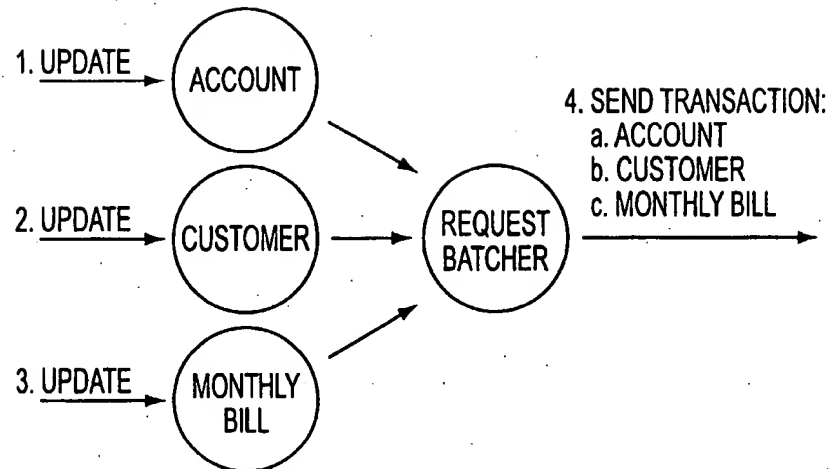 1. UPDATE
ACCOUNT
4. SEND TRANSACTION:
a. ACCOUNT
b. CUSTOMER
c. MONTHLY BILL
2. UPDATE
CUSTOMER
REQUEST
BATCHER
3. UPDATE
MONTHLY
BILL